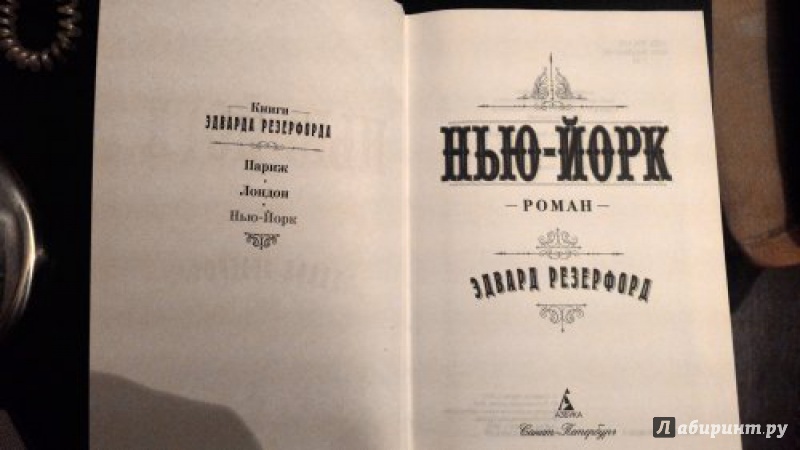 Книги
ЭДВАРДА РЕЗЕРФОРДА
Париж
Лондон
Нью-Йорк
НЬЮ-ЙОРК
— РОМАН —
ЭДВАРД РЕЗЕРФОРД
АЗБУКА
Санкт-Петербург
Лабиринт.ру